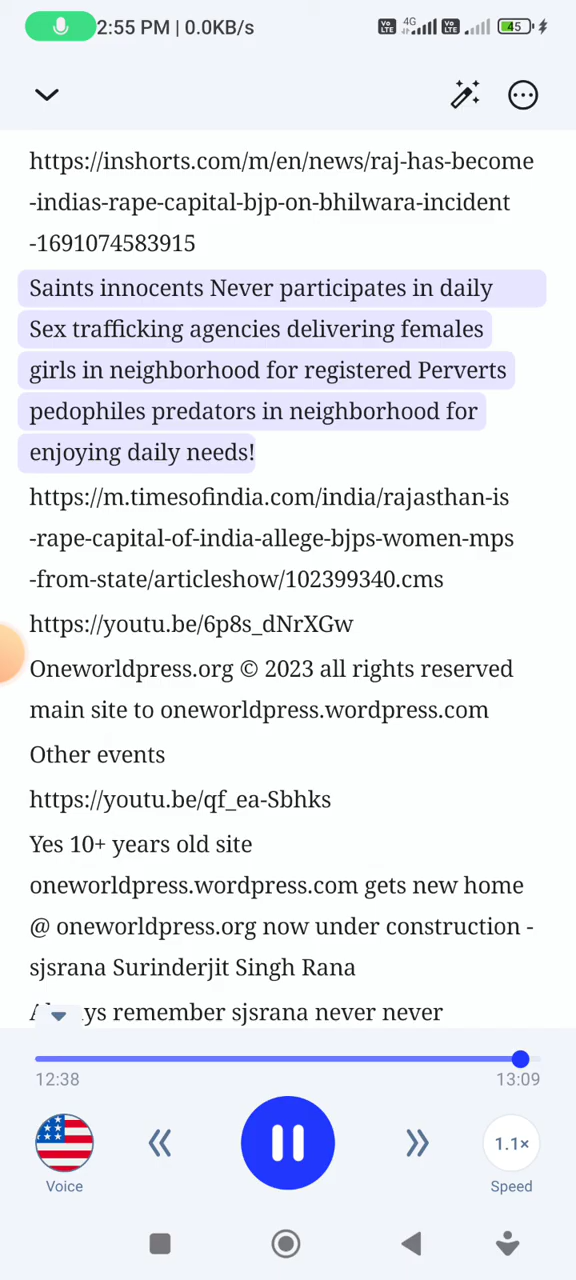 2:55 PM | 0.0KB/s
Vo LTE 4G Vo LTE 45
https://inshorts.com/m/en/news/raj-has-become
-indias-rape-capital-bjp-on-bhilwara-incident
-1691074583915
Saints innocents Never participates in daily
Sex trafficking agencies delivering females
girls in neighborhood for registered Perverts
pedophiles predators in neighborhood for
enjoying daily needs!
https://m.timesofindia.com/india/rajasthan-is
-rape-capital-of-india-allege-bjps-women-mps
-from-state/articleshow/102399340.cms
https://youtu.be/6p8s_dNrXGw
Oneworldpress.org © 2023 all rights reserved
main site to oneworldpress.wordpress.com
Other events
https://youtu.be/qf_ea-Sbhks
Yes 10+ years old site
oneworldpress.wordpress.com gets new home
@ oneworldpress.org now under construction -
sjsrana Surinderjit Singh Rana
remember sjsrana never never
12:38
13:09
1.1×
Voice
Speed